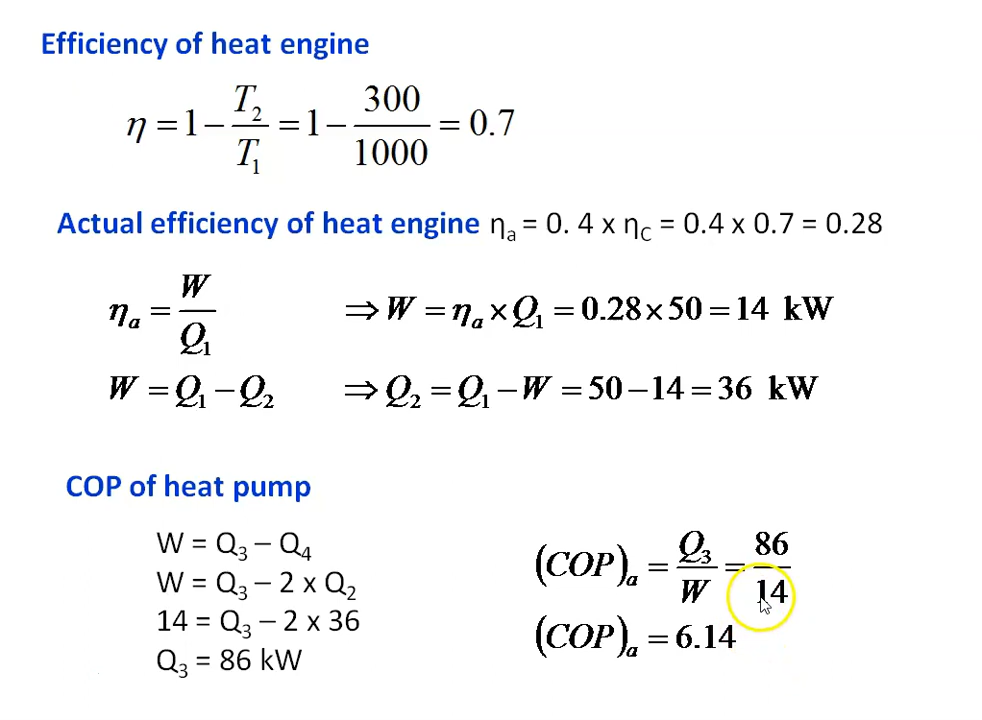 Efficiency of heat engine
η = 1 − T₂/T₁ = 1 − 300/1000 = 0.7
Actual efficiency of heat engine ηₐ = 0. 4 x η_C = 0.4 x 0.7 = 0.28
ηₐ = W/Q₁ ⇒ W = ηₐ × Q₁ = 0.28 × 50 = 14 kW
W = Q₁ − Q₂ ⇒ Q₂ = Q₁ − W = 50 − 14 = 36 kW
COP of heat pump
W = Q₃ – Q₄
W = Q₃ – 2 x Q₂
14 = Q₃ – 2 x 36
Q₃ = 86 kW
(COP)ₐ = Q₃/W = 86/14
(COP)ₐ = 6.14